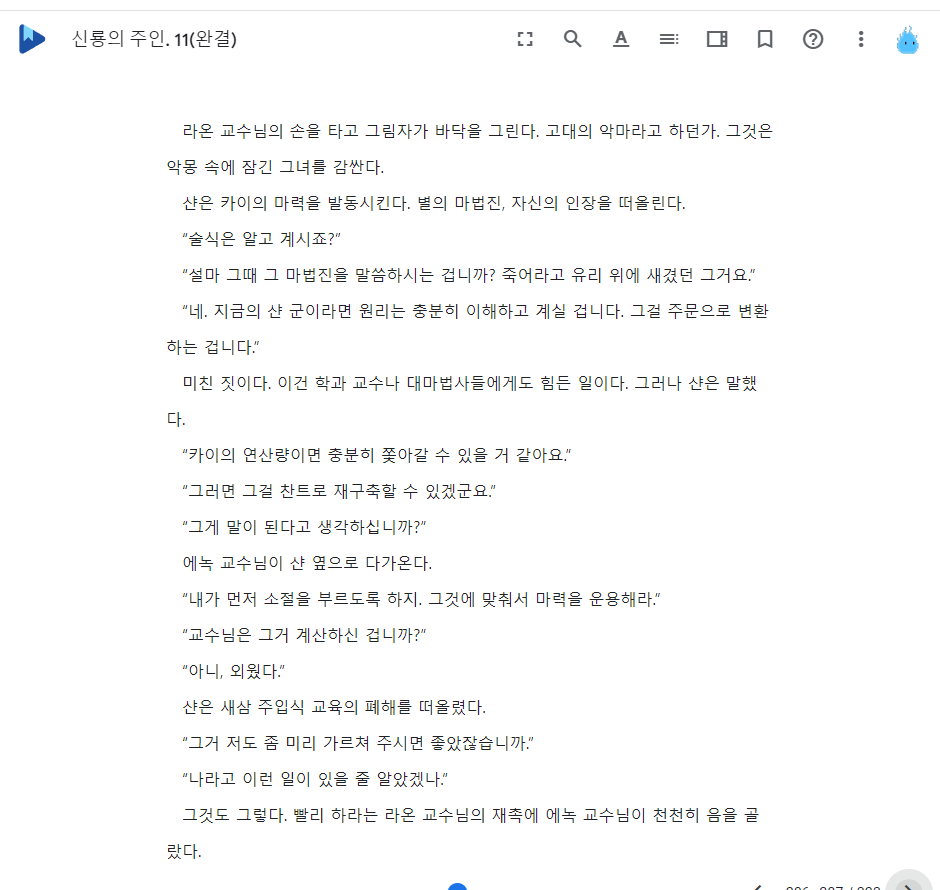 신룡의 주인. 11(완결)
라온 교수님의 손을 타고 그림자가 바닥을 그린다. 고대의 악마라고 하던가. 그것은
악몽 속에 잠긴 그녀를 감싼다.
샨은 카이의 마력을 발동시킨다. 별의 마법진, 자신의 인장을 떠올린다.
“술식은 알고 계시죠?”
“설마 그때 그 마법진을 말씀하시는 겁니까? 죽어라고 유리 위에 새겼던 그거요.”
“네. 지금의 샨 군이라면 원리는 충분히 이해하고 계실 겁니다. 그걸 주문으로 변환
하는 겁니다.”
미친 짓이다. 이건 학과 교수나 대마법사들에게도 힘든 일이다. 그러나 샨은 말했
다.
“카이의 연산량이면 충분히 쫓아갈 수 있을 거 같아요.”
“그러면 그걸 찬트로 재구축할 수 있겠군요.”
“그게 말이 된다고 생각하십니까?”
에녹 교수님이 샨 옆으로 다가온다.
“내가 먼저 소절을 부르도록 하지. 그것에 맞춰서 마력을 운용해라.”
“교수님은 그거 계산하신 겁니까?”
“아니, 외웠다.”
샨은 새삼 주입식 교육의 폐해를 떠올렸다.
“그거 저도 좀 미리 가르쳐 주시면 좋았잖습니까.”
“나라고 이런 일이 있을 줄 알았겠나.”
그것도 그렇다. 빨리 하라는 라온 교수님의 재촉에 에녹 교수님이 천천히 음을 골
랐다.